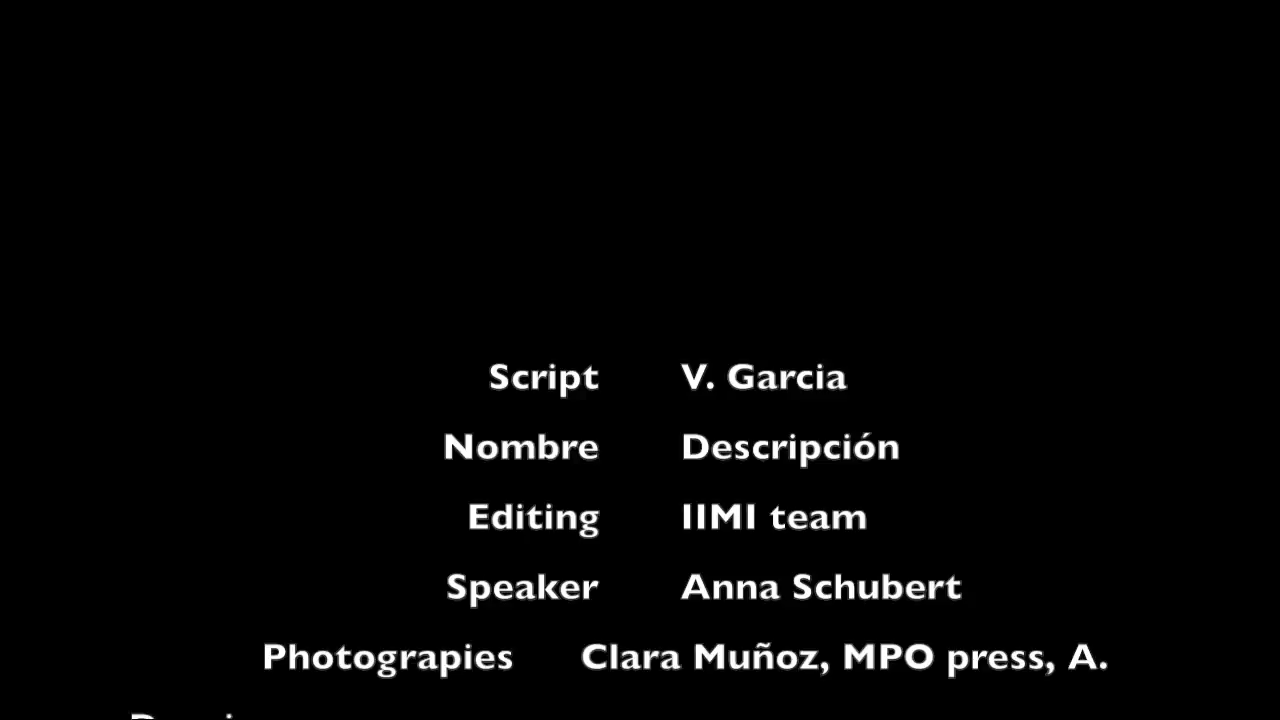 Script V. Garcia
Nombre Descripción
Editing IIMI team
Speaker Anna Schubert
Photograpies Clara Muñoz, MPO press, A.